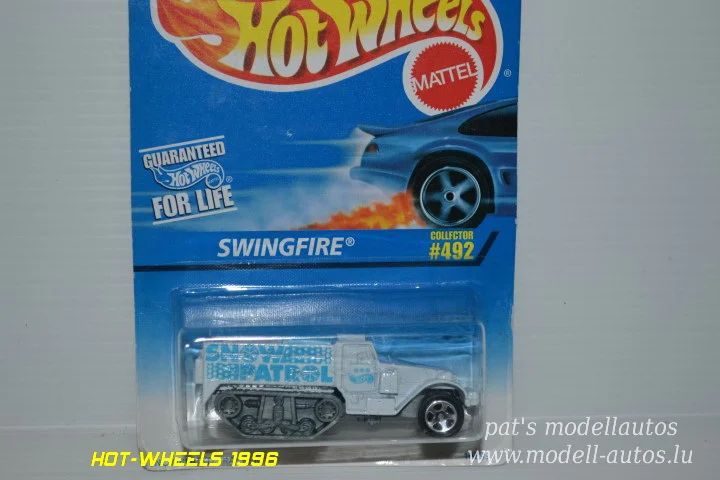 Hot Wheels
MATTEL
®
GUARANTEED
Hot Wheels
®
FOR LIFE
SWINGFIRE®
COLLECTOR
#492
SNOW
PATROL
HOT-WHEELS 1996
pat's modellautos
www.modell-autos.lu